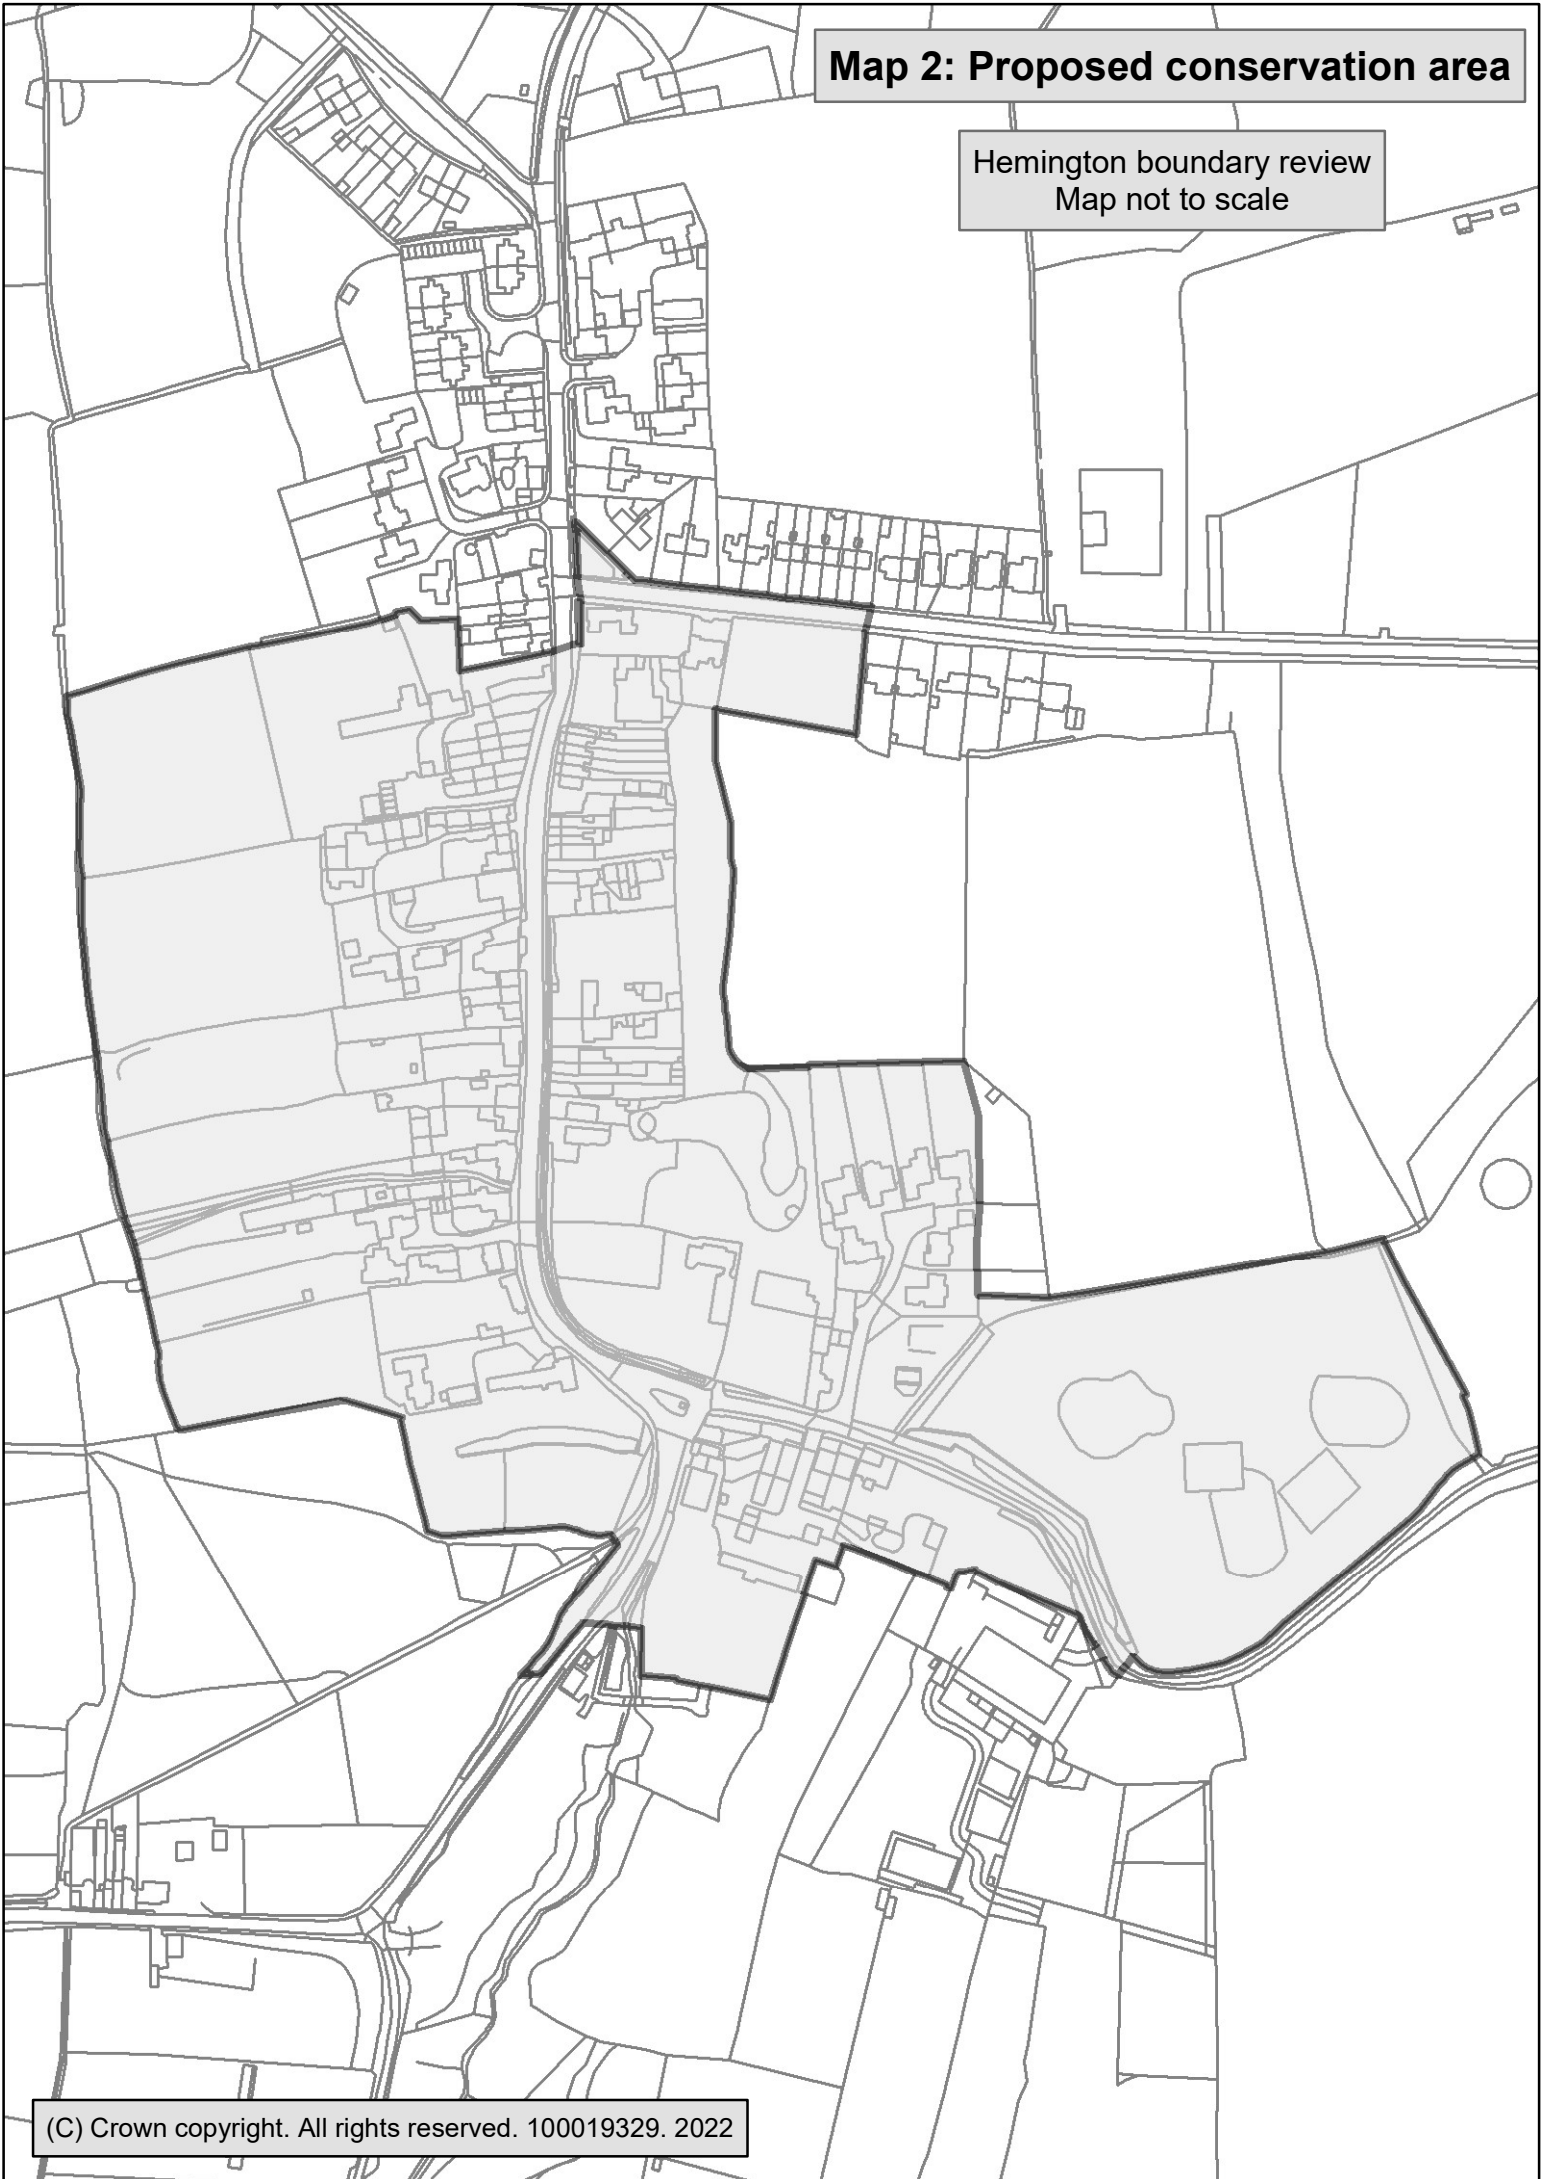 Map 2: Proposed conservation area
Hemington boundary review
Map not to scale
(C) Crown copyright. All rights reserved. 100019329. 2022